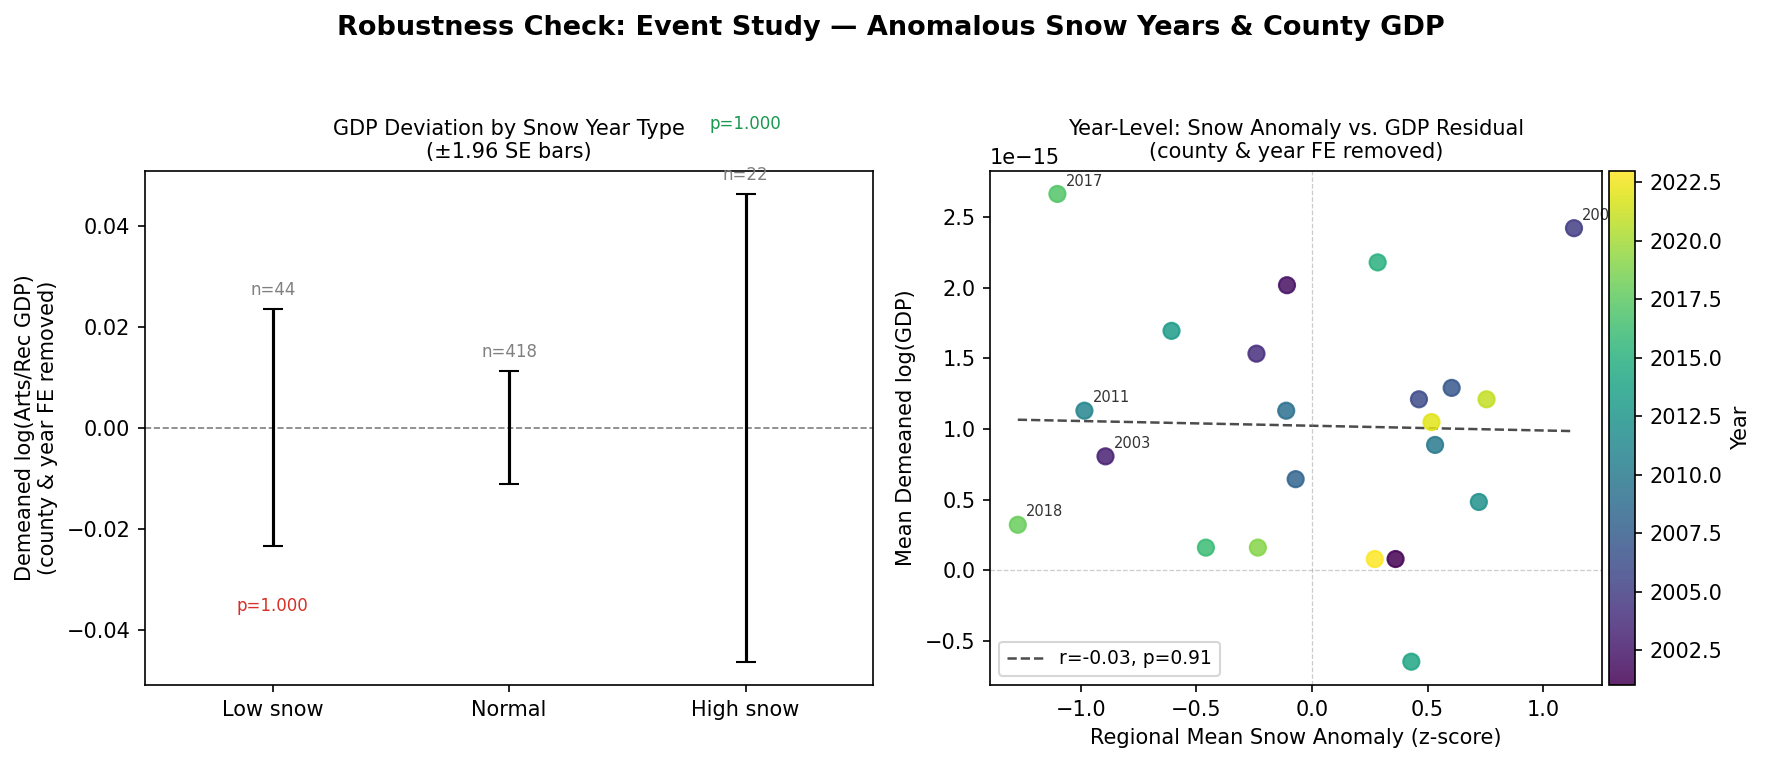 Robustness Check: Event Study — Anomalous Snow Years & County GDP
GDP Deviation by Snow Year Type
(±1.96 SE bars)
p=1.000
n=22
n=44
n=418
p=1.000
0.04
0.02
0.00
−0.02
−0.04
Demeaned log(Arts/Rec GDP)
(county & year FE removed)
Low snow
Normal
High snow
Year-Level: Snow Anomaly vs. GDP Residual
(county & year FE removed)
1e−15
2.5
2.0
1.5
1.0
0.5
0.0
−0.5
Mean Demeaned log(GDP)
2017
200
2011
2003
2018
r=-0.03, p=0.91
−1.0
−0.5
0.0
0.5
1.0
Regional Mean Snow Anomaly (z-score)
2022.5
2020.0
2017.5
2015.0
2012.5
2010.0
2007.5
2005.0
2002.5
Year